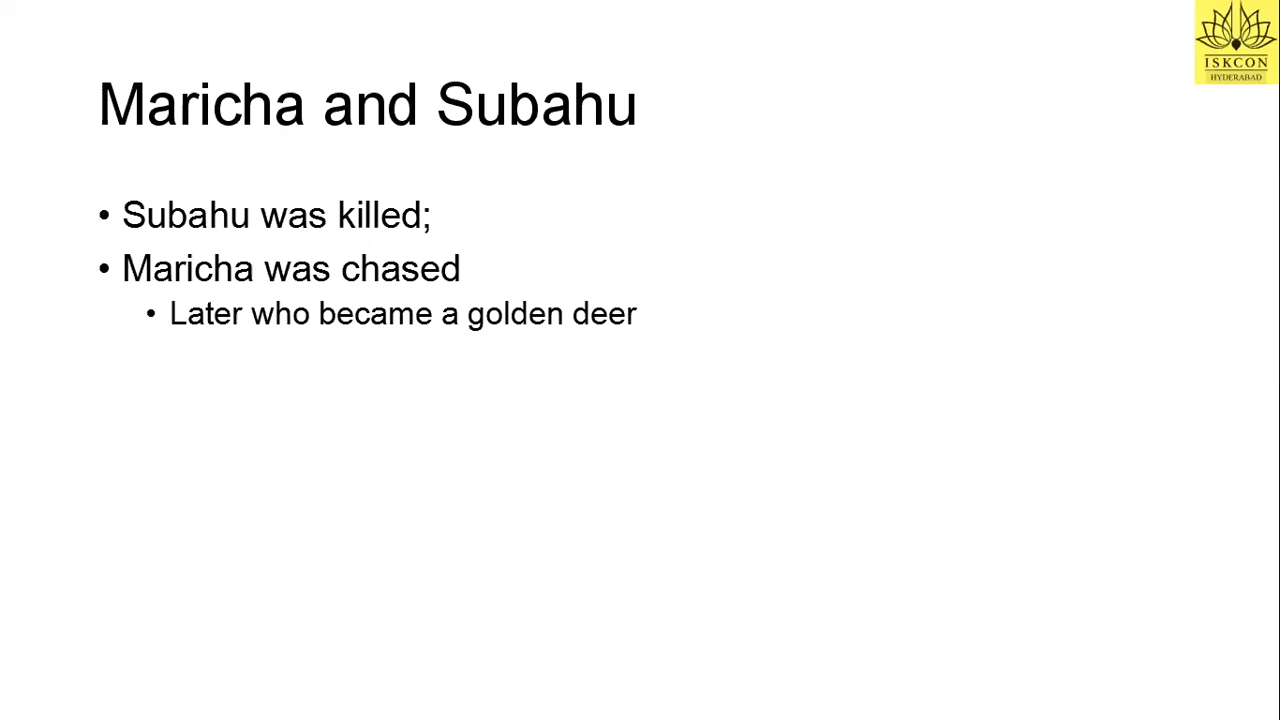 ISKCON
HYDERABAD
Maricha and Subahu
• Subahu was killed;
• Maricha was chased
• Later who became a golden deer